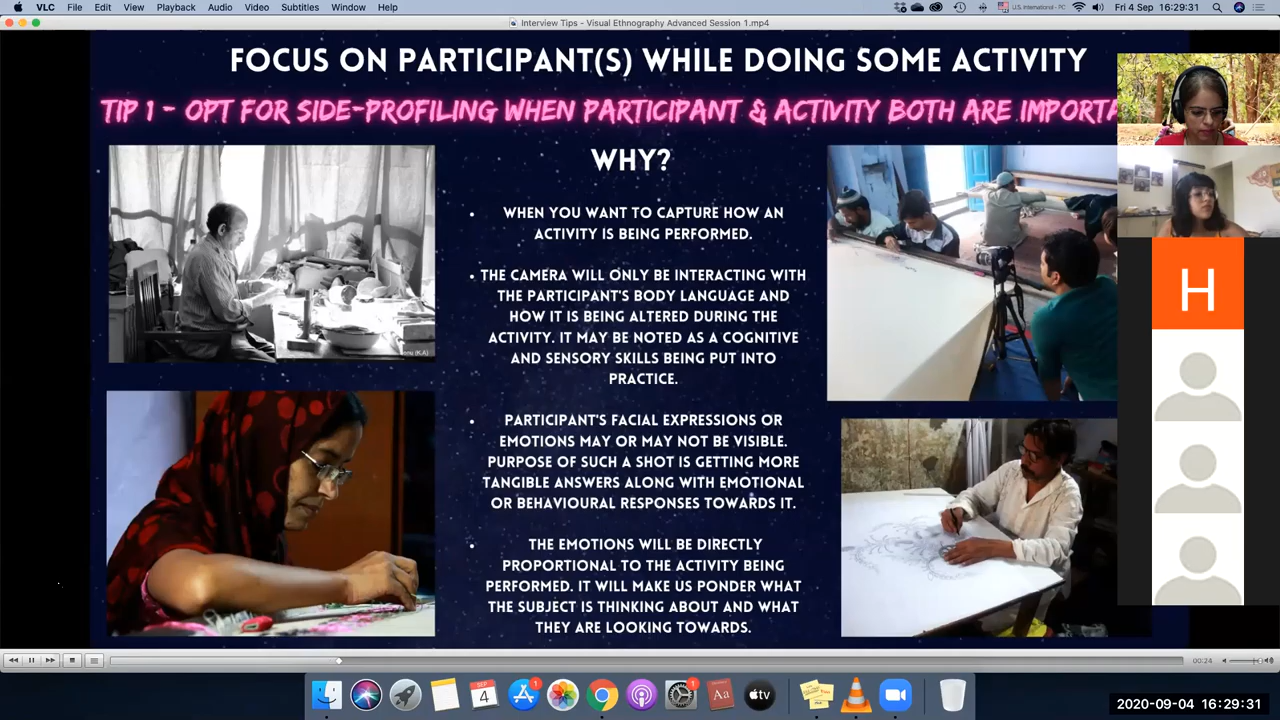 VLC File Edit View Playback Audio Video Subtitles Window Help
U.S. International - PC
Fri 4 Sep 16:29:31
Interview Tips - Visual Ethnography Advanced Session 1.mp4
FOCUS ON PARTICIPANT(S) WHILE DOING SOME ACTIVITY
TIP 1 - OPT FOR SIDE-PROFILING WHEN PARTICIPANT & ACTIVITY BOTH ARE IMPORTA
WHY?
• WHEN YOU WANT TO CAPTURE HOW AN
ACTIVITY IS BEING PERFORMED.
• THE CAMERA WILL ONLY BE INTERACTING WITH
THE PARTICIPANT'S BODY LANGUAGE AND
HOW IT IS BEING ALTERED DURING THE
ACTIVITY. IT MAY BE NOTED AS A COGNITIVE
AND SENSORY SKILLS BEING PUT INTO
PRACTICE.
• PARTICIPANT'S FACIAL EXPRESSIONS OR
EMOTIONS MAY OR MAY NOT BE VISIBLE.
PURPOSE OF SUCH A SHOT IS GETTING MORE
TANGIBLE ANSWERS ALONG WITH EMOTIONAL
OR BEHAVIOURAL RESPONSES TOWARDS IT.
• THE EMOTIONS WILL BE DIRECTLY
PROPORTIONAL TO THE ACTIVITY BEING
PERFORMED. IT WILL MAKE US PONDER WHAT
THE SUBJECT IS THINKING ABOUT AND WHAT
THEY ARE LOOKING TOWARDS.
H
00:24
SEP
4
1
1
Aa
tv
2020-09-04 16:29:31